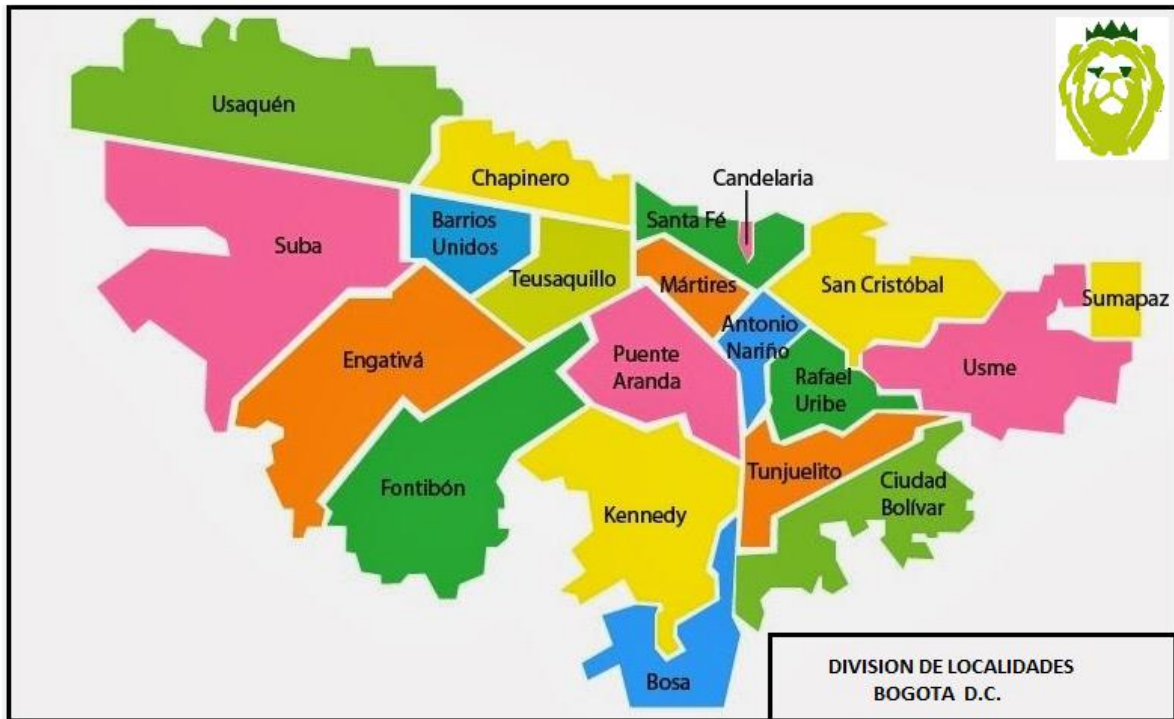 Usaquén
Chapinero
Candelaria
Santa Fé
Suba
Barrios
Unidos
Teusaquillo
Mártires
San Cristóbal
Sumapaz
Antonio
Nariño
Engativá
Puente
Aranda
Rafael
Uribe
Usme
Fontibón
Kennedy
Tunjuelito
Ciudad
Bolívar
Bosa
DIVISION DE LOCALIDADES
BOGOTA D.C.